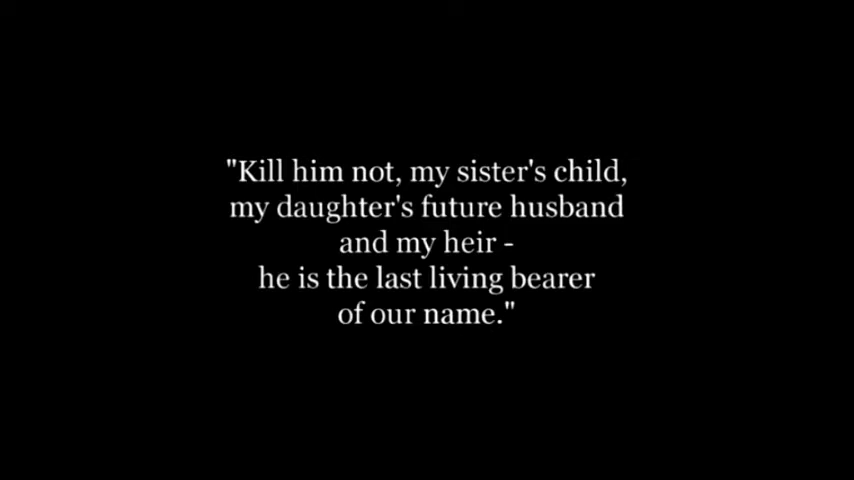 "Kill him not, my sister's child,
my daughter's future husband
and my heir -
he is the last living bearer
of our name."